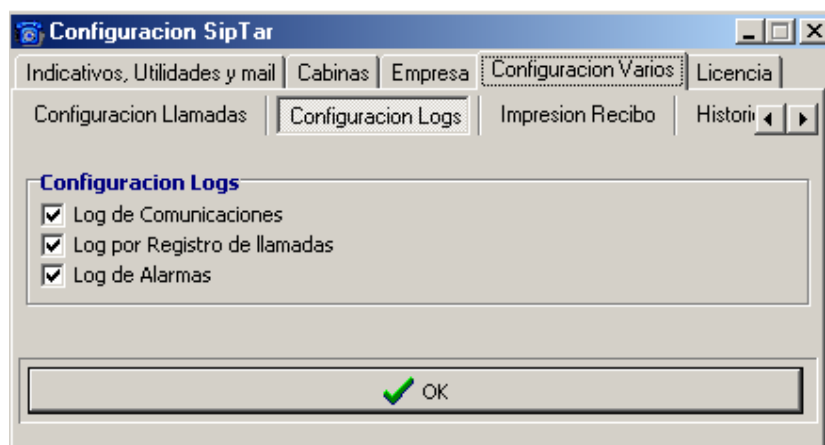 Configuracion SipTar
Indicativos, Utilidades y mail Cabinas Empresa Configuracion Varios Licencia
Configuracion Llamadas Configuracion Logs Impresion Recibo Histori
Configuracion Logs
Log de Comunicaciones
Log por Registro de llamadas
Log de Alarmas
OK